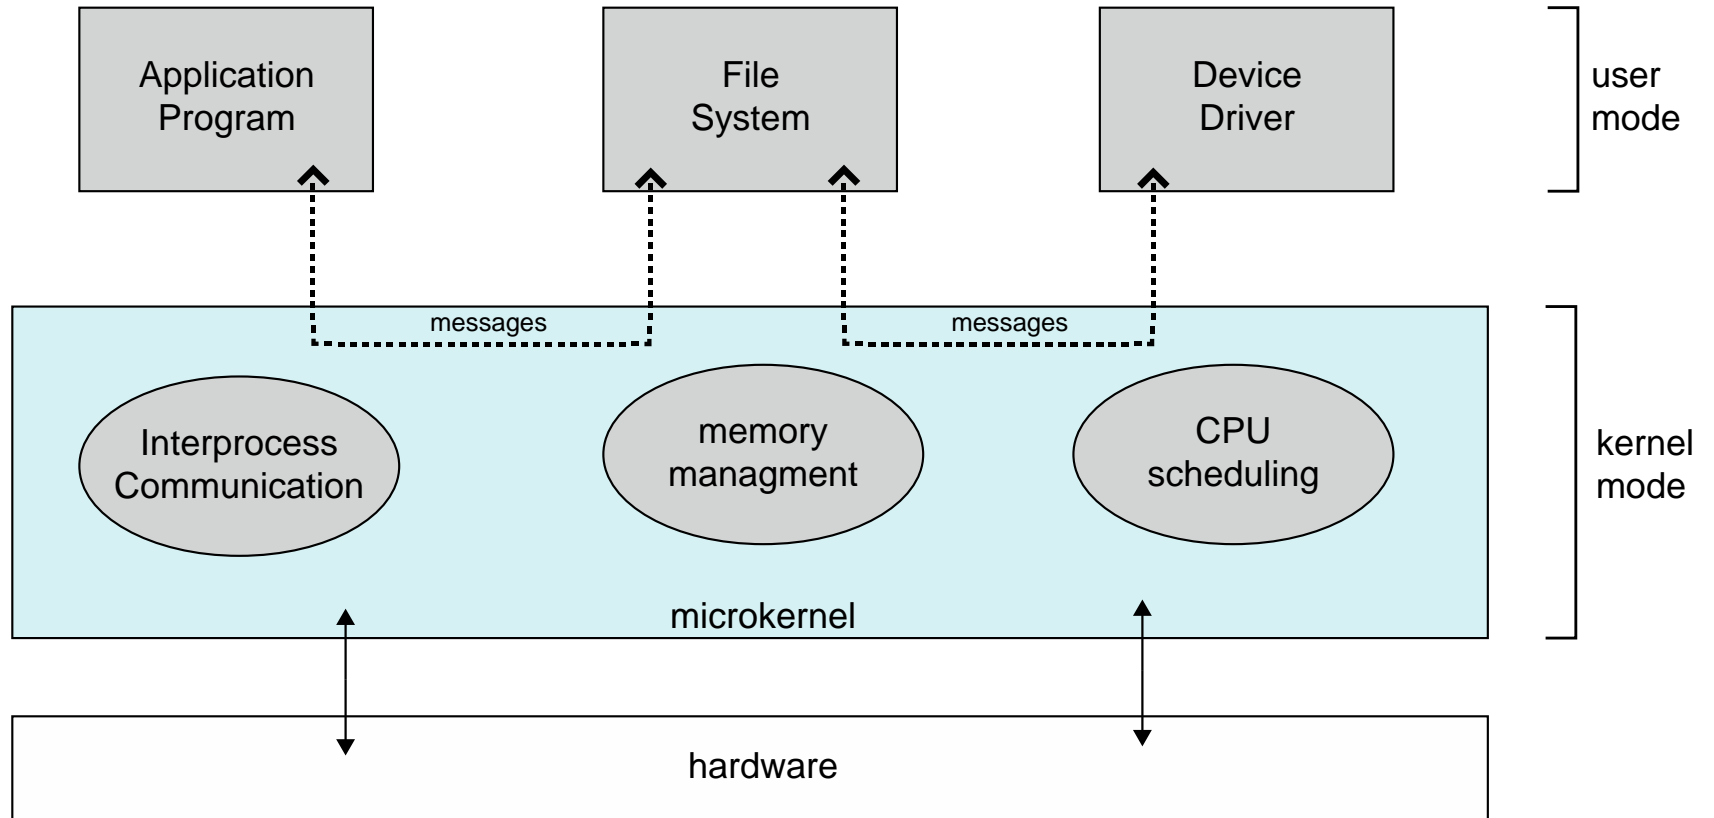 Application
Program
File
System
Device
Driver
user
mode
messages
messages
Interprocess
Communication
memory
managment
CPU
scheduling
kernel
mode
microkernel
hardware